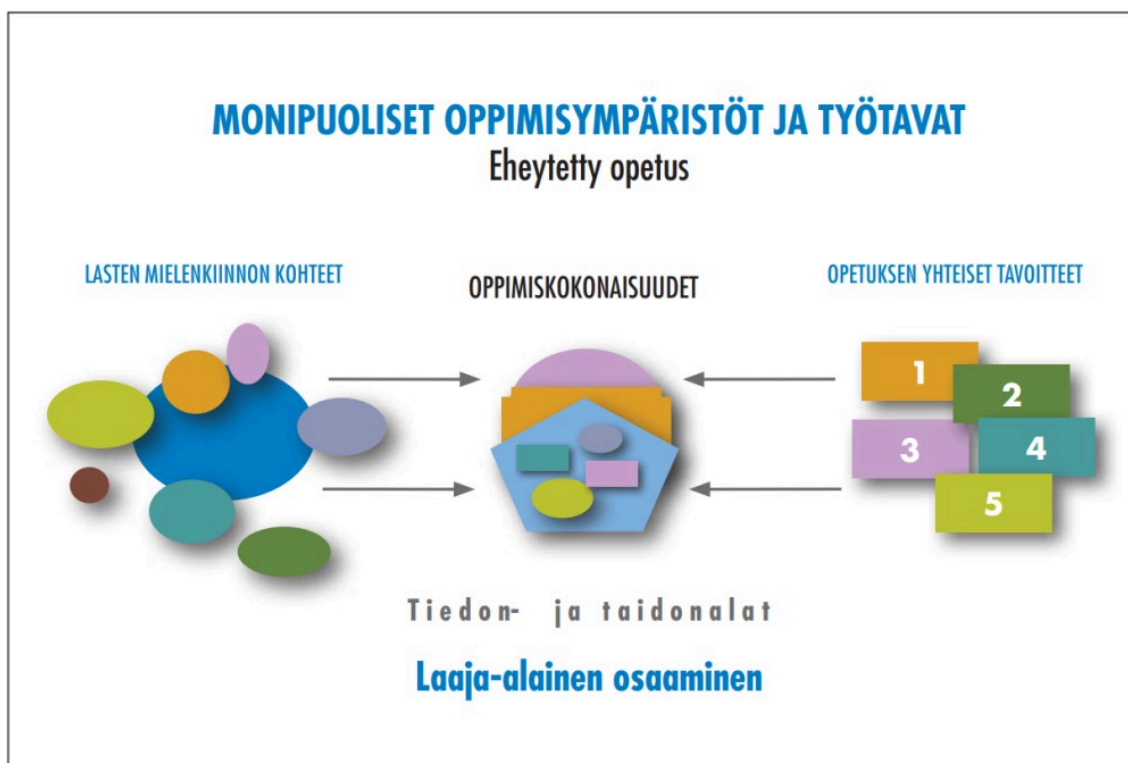 MONIPUOLISET OPPIMISYMPÄRISTÖT JA TYÖTAVAT
Eheytetty opetus
LASTEN MIELENKIINNON KOHTEET
OPPIMISKOKONAISUUDET
OPETUKSEN YHTEISET TAVOITTEET
1
2
3
4
5
Tiedon- ja taidonalat
Laaja-alainen osaaminen